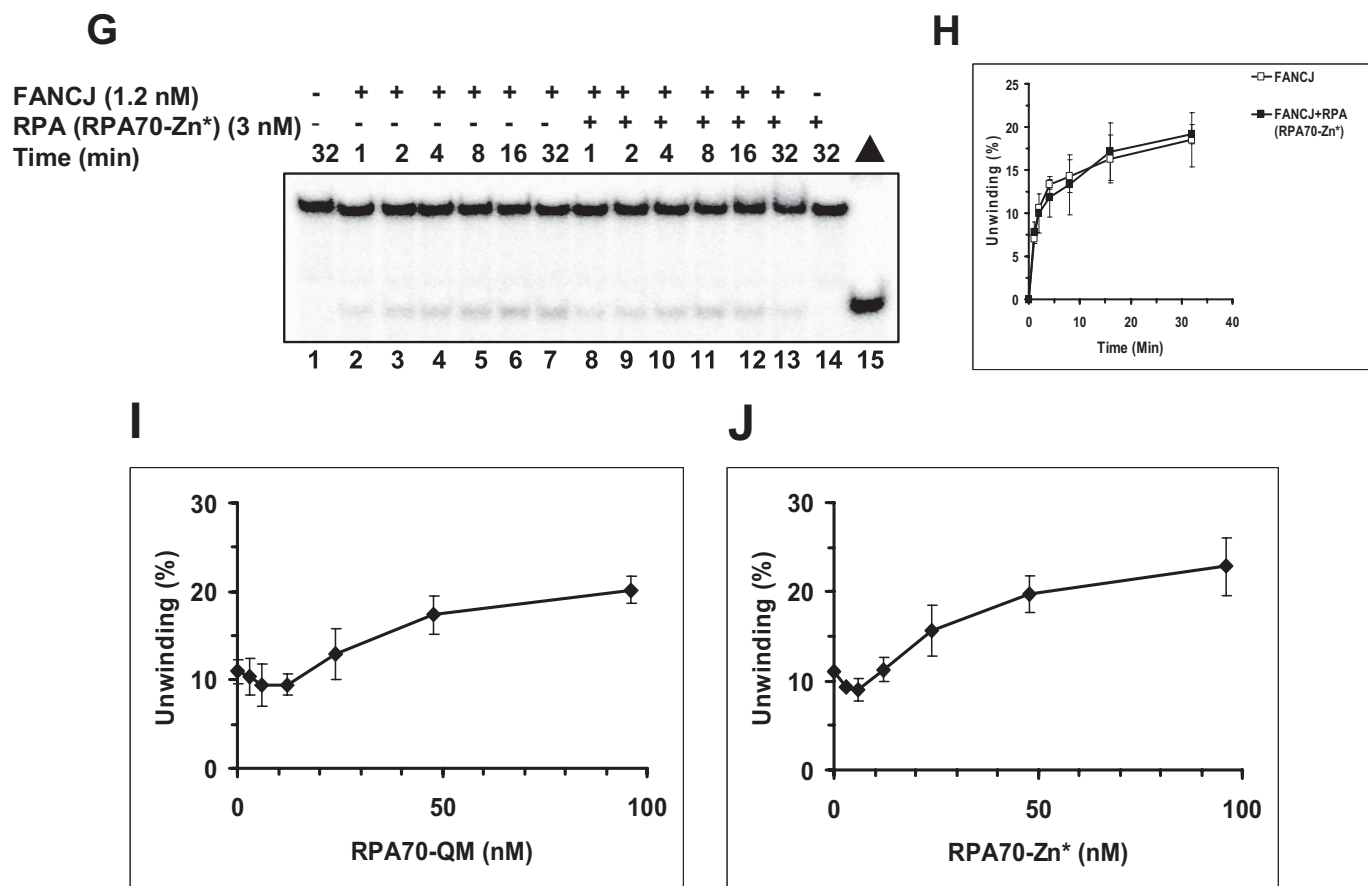 G
FANCJ (1.2 nM) - + + + + + + + + + + + + -
RPA (RPA70-Zn*) (3 nM) - - - - - - - + + + + + + +
Time (min) 32 1 2 4 8 16 32 1 2 4 8 16 32 32
1 2 3 4 5 6 7 8 9 10 11 12 13 14 15
H
25
20
15
10
5
0
Unwinding (%)
0 10 20 30 40
Time (Min)
FANCJ
FANCJ+RPA
(RPA70-Zn*)
I
30
20
10
0
Unwinding (%)
0 50 100
RPA70-QM (nM)
J
30
20
10
0
Unwinding (%)
0 50 100
RPA70-Zn* (nM)